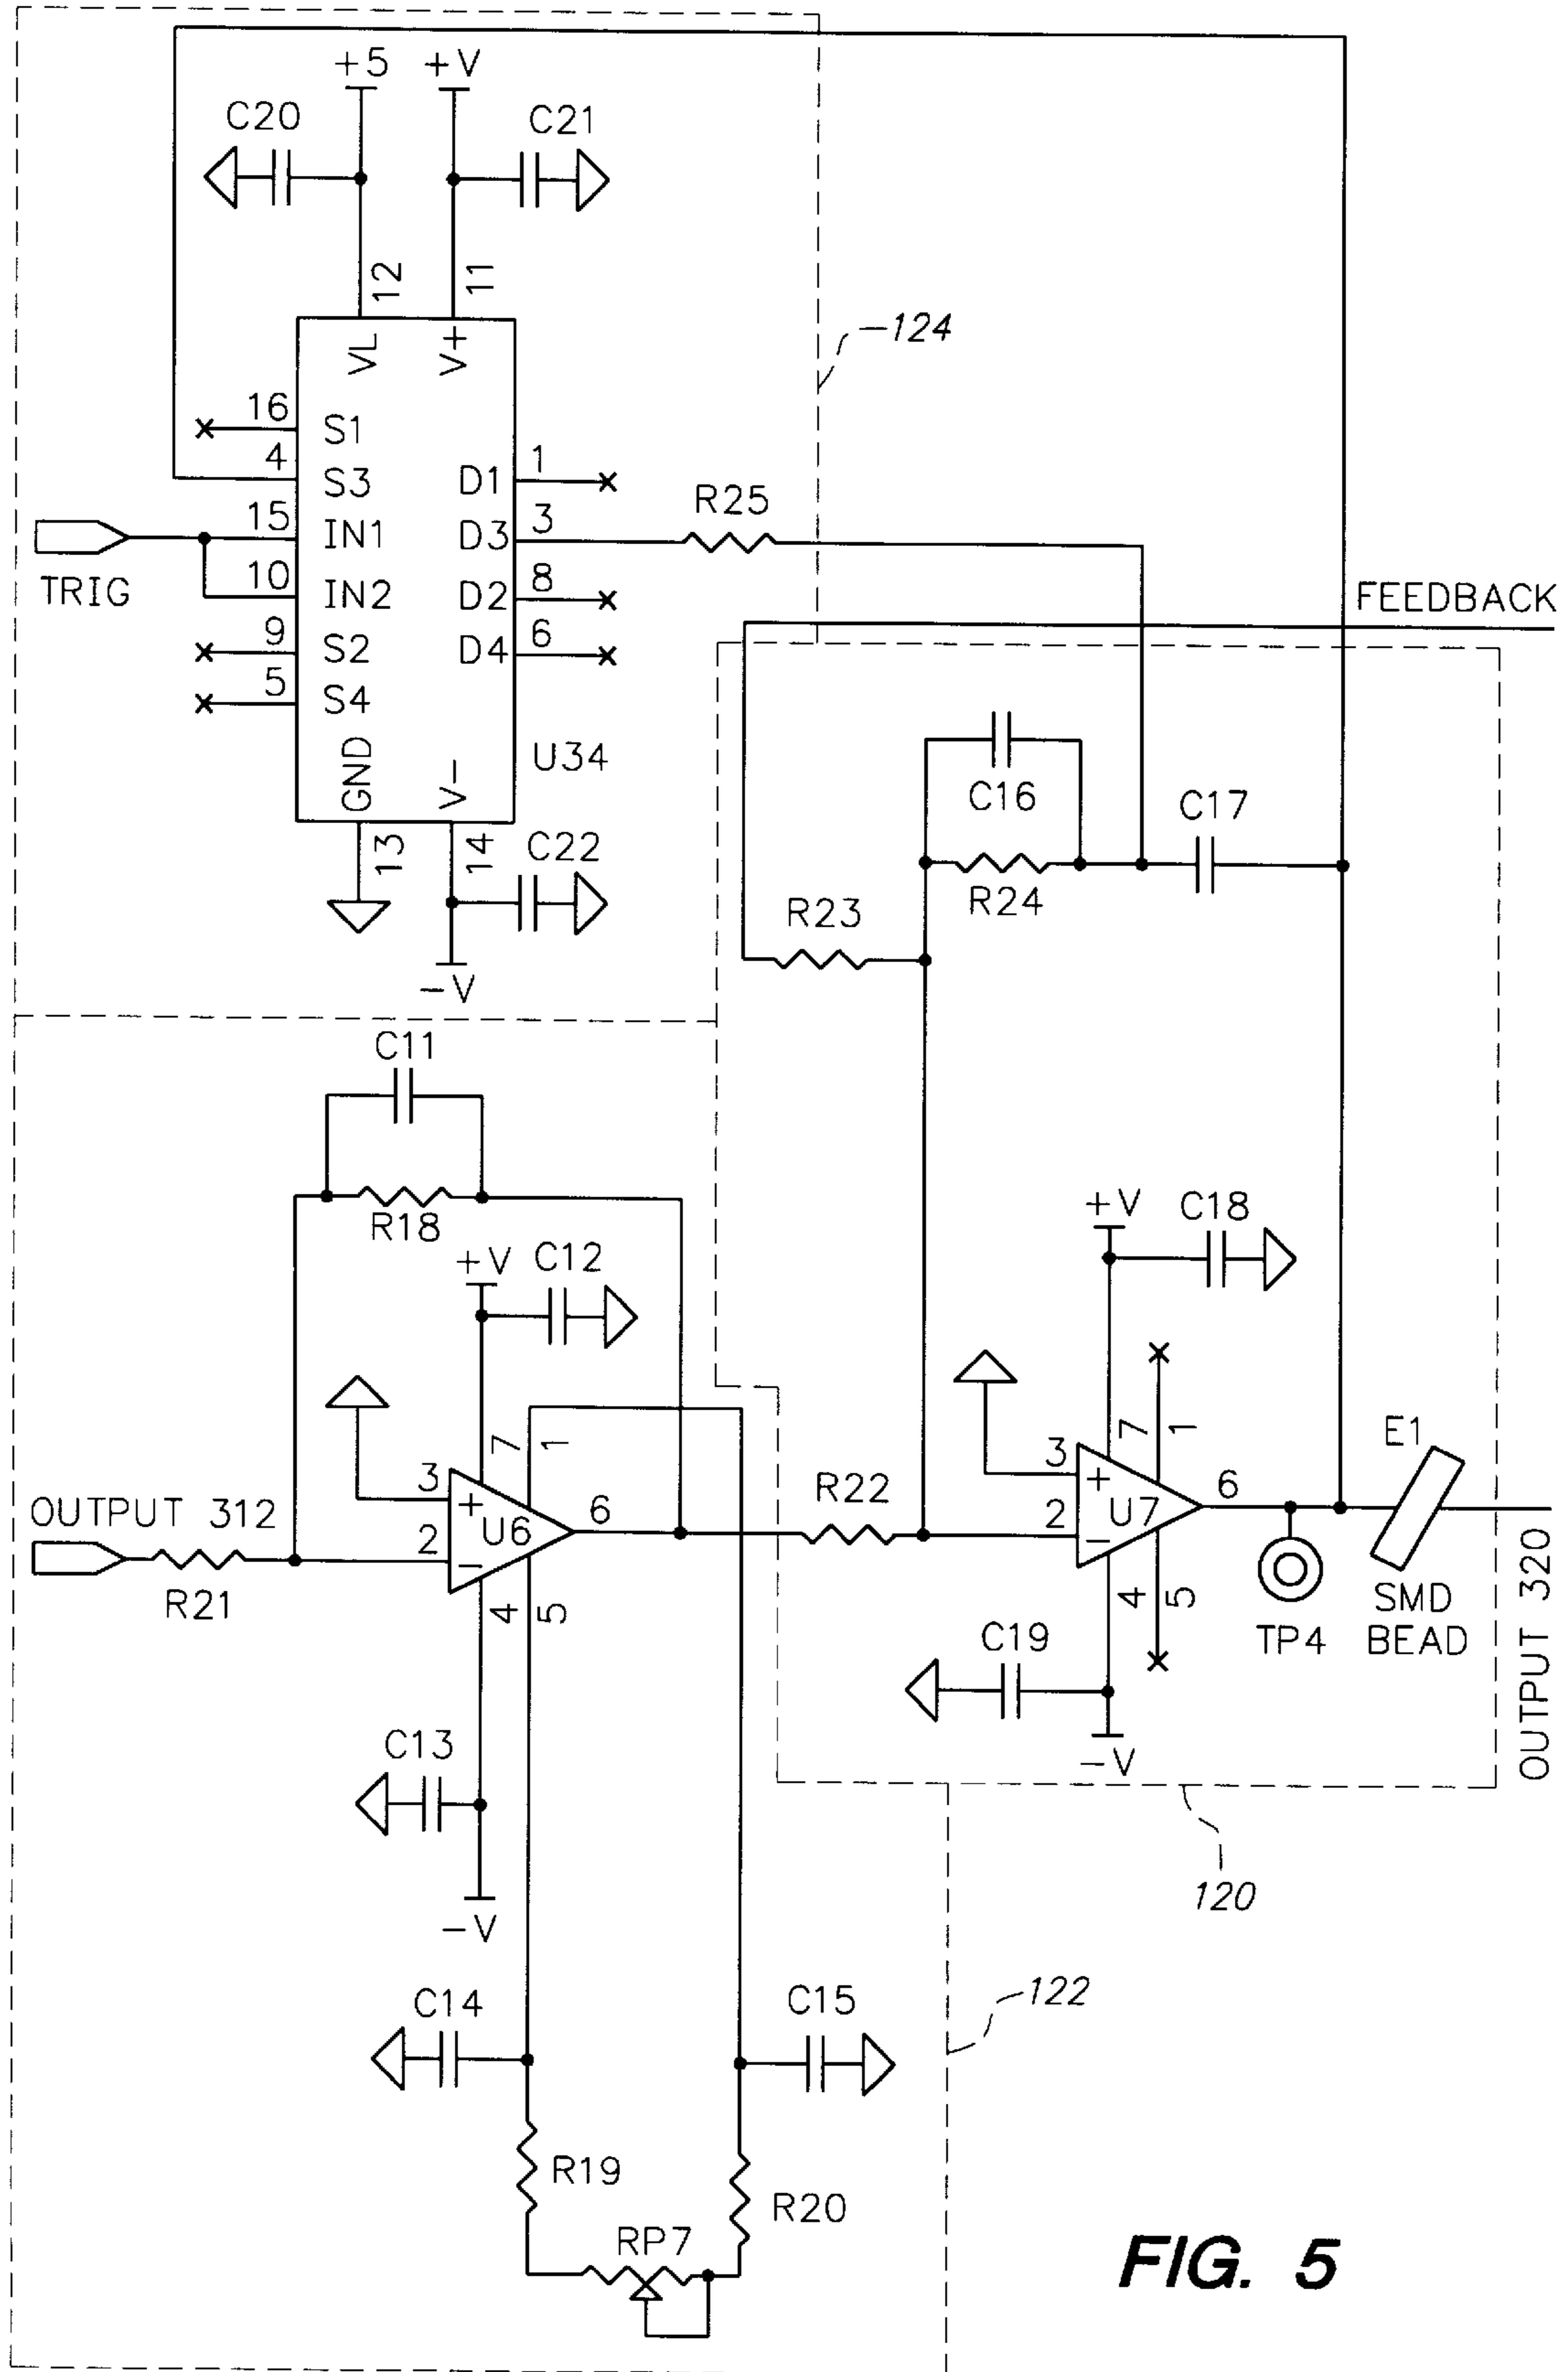 +5
+V
C20
C21
12
11
VL
V+
124
16
S1
4
S3
D1
1
R25
15
IN1
D3
3
TRIG
10
IN2
D2
8
FEEDBACK
9
S2
D4
6
5
S4
GND
V-
U34
13
14
C22
-V
C16
C17
R24
R23
C11
R18
+V
C12
+V
C18
7
1
3
+
U6
6
2
-
4
5
OUTPUT 312
R21
R22
7
1
3
+
U7
6
2
-
4
5
E1
TP4
SMD
BEAD
OUTPUT 320
C19
-V
C13
-V
120
C14
C15
122
R19
R20
RP7
FIG. 5